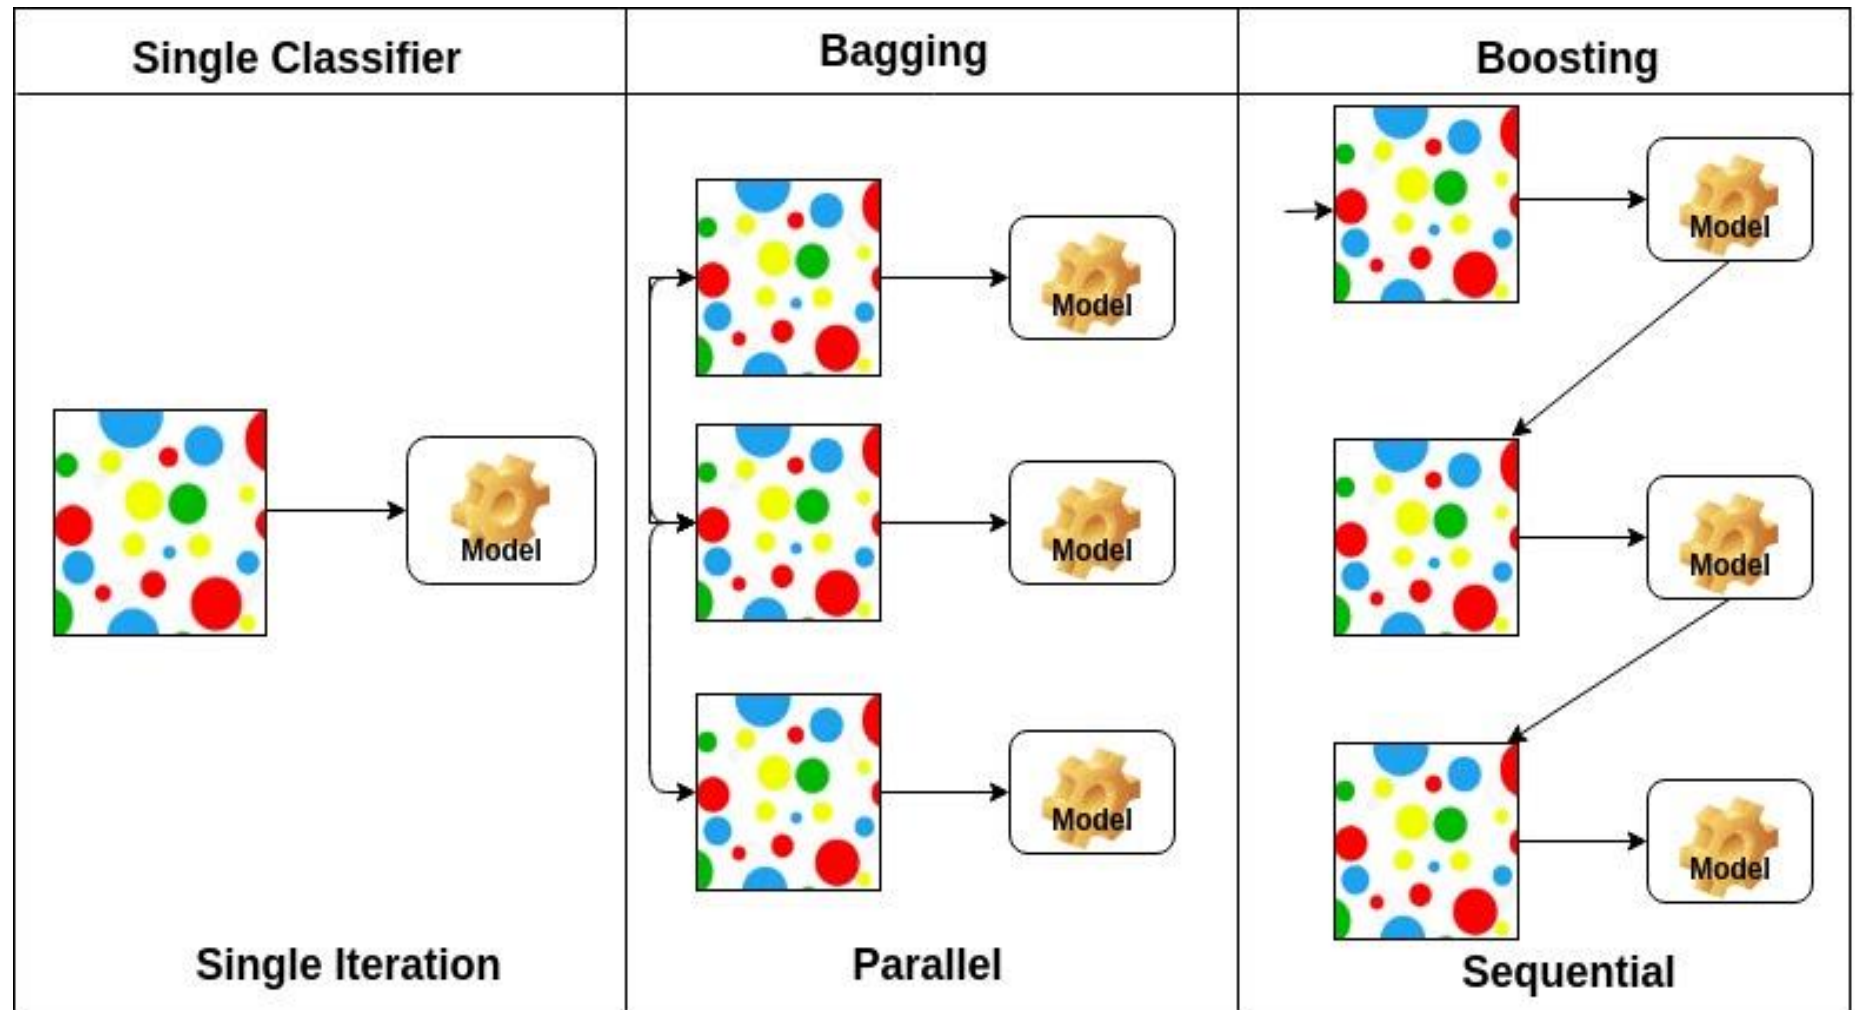 Single Classifier
Bagging
Boosting
Model
Model
Model
Model
Model
Model
Model
Single Iteration
Parallel
Sequential